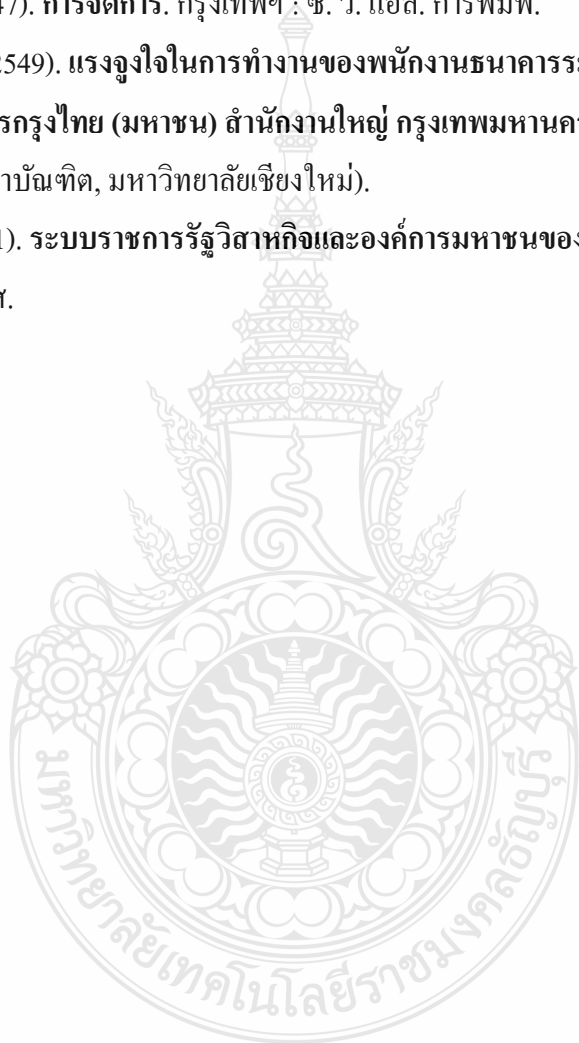 47). การจัดการ. กรุงเทพฯ : ซี. วี. แอล. การพิมพ์.
2549). แรงจูงใจในการทำงานของพนักงานธนาคาร
กรุงไทย (มหาชน) สำนักงานใหญ่ กรุงเทพมหานคร
าบัณฑิต, มหาวิทยาลัยเชียงใหม่).
1). ระบบราชการรัฐวิสาหกิจและองค์การมหาชนของ
ศ.
มหาวิทยาลัยเทคโนโลยีราชมงคลธัญบุรี